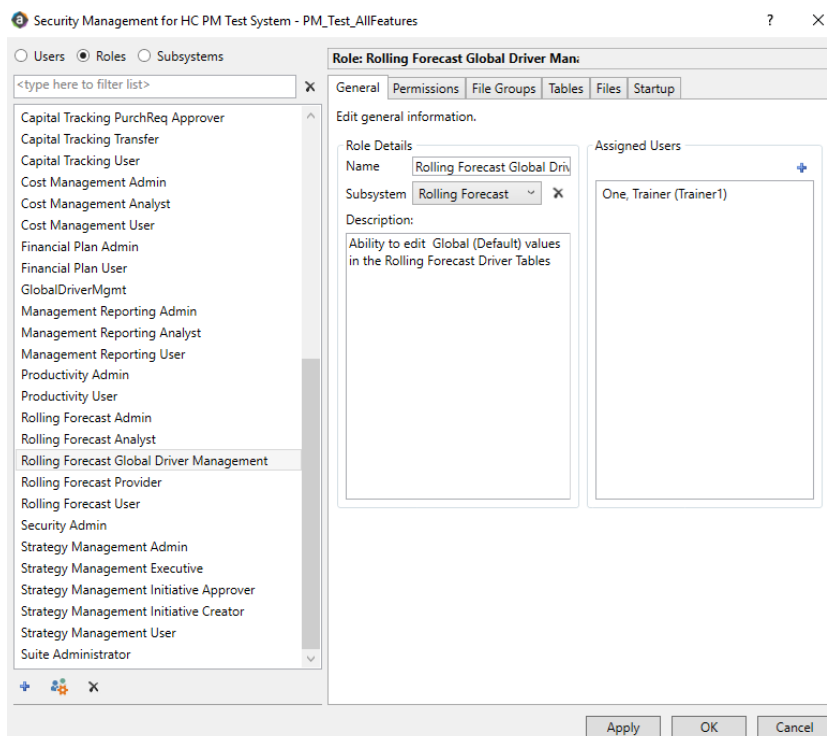 Security Management for HC PM Test System - PM_Test_AllFeatures
Users Roles Subsystems
<type here to filter list>
Capital Tracking PurchReq Approver
Capital Tracking Transfer
Capital Tracking User
Cost Management Admin
Cost Management Analyst
Cost Management User
Financial Plan Admin
Financial Plan User
GlobalDriverMgmt
Management Reporting Admin
Management Reporting Analyst
Management Reporting User
Productivity Admin
Productivity User
Rolling Forecast Admin
Rolling Forecast Analyst
Rolling Forecast Global Driver Management
Rolling Forecast Provider
Rolling Forecast User
Security Admin
Strategy Management Admin
Strategy Management Executive
Strategy Management Initiative Approver
Strategy Management Initiative Creator
Strategy Management User
Suite Administrator
Role: Rolling Forecast Global Driver Mana
General Permissions File Groups Tables Files Startup
Edit general information.
Role Details
Name Rolling Forecast Global Driv
Subsystem Rolling Forecast
Description:
Ability to edit Global (Default) values
in the Rolling Forecast Driver Tables
Assigned Users
One, Trainer (Trainer1)
Apply OK Cancel